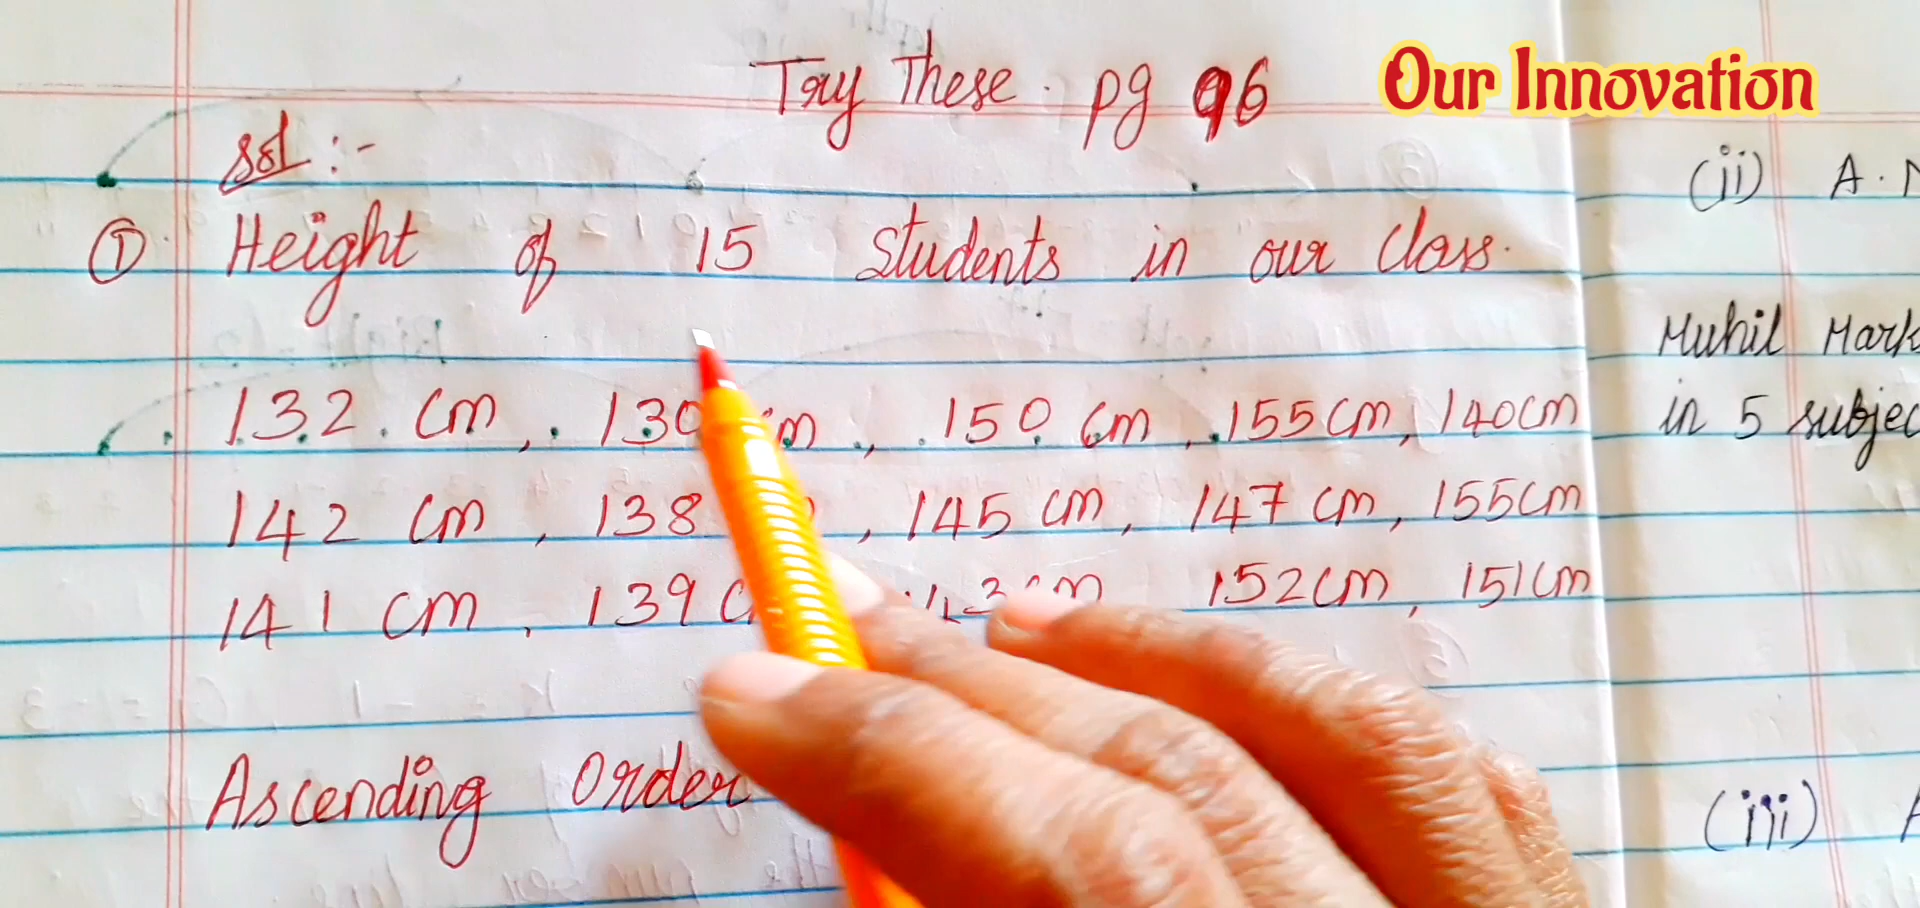 Try These. pg 96
Our Innovation
Sol :-
① Height of 15 students in our class.
132 cm, 130 cm, 150 cm, 155cm, 140cm
142 cm, 138, 145 cm, 147 cm, 155cm
141 cm, 139 cm, 152cm, 151cm
Ascending order
(ii) A.
Muhil Mark
in 5
(iii)